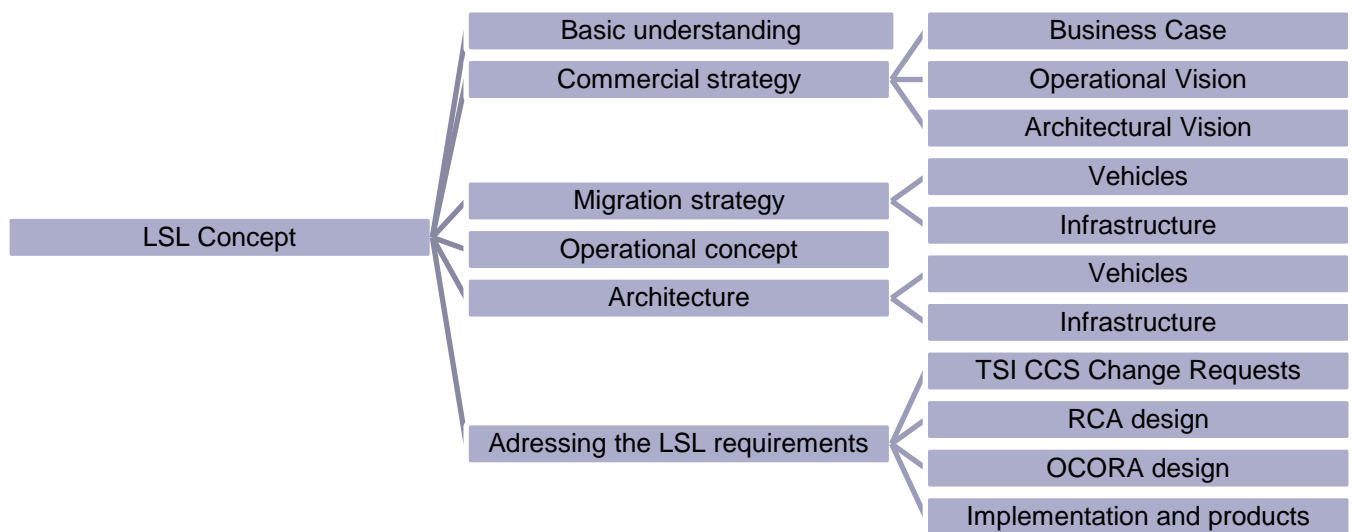 LSL Concept
Basic understanding
Commercial strategy
Business Case
Operational Vision
Architectural Vision
Migration strategy
Vehicles
Infrastructure
Operational concept
Architecture
Vehicles
Infrastructure
Adressing the LSL requirements
TSI CCS Change Requests
RCA design
OCORA design
Implementation and products